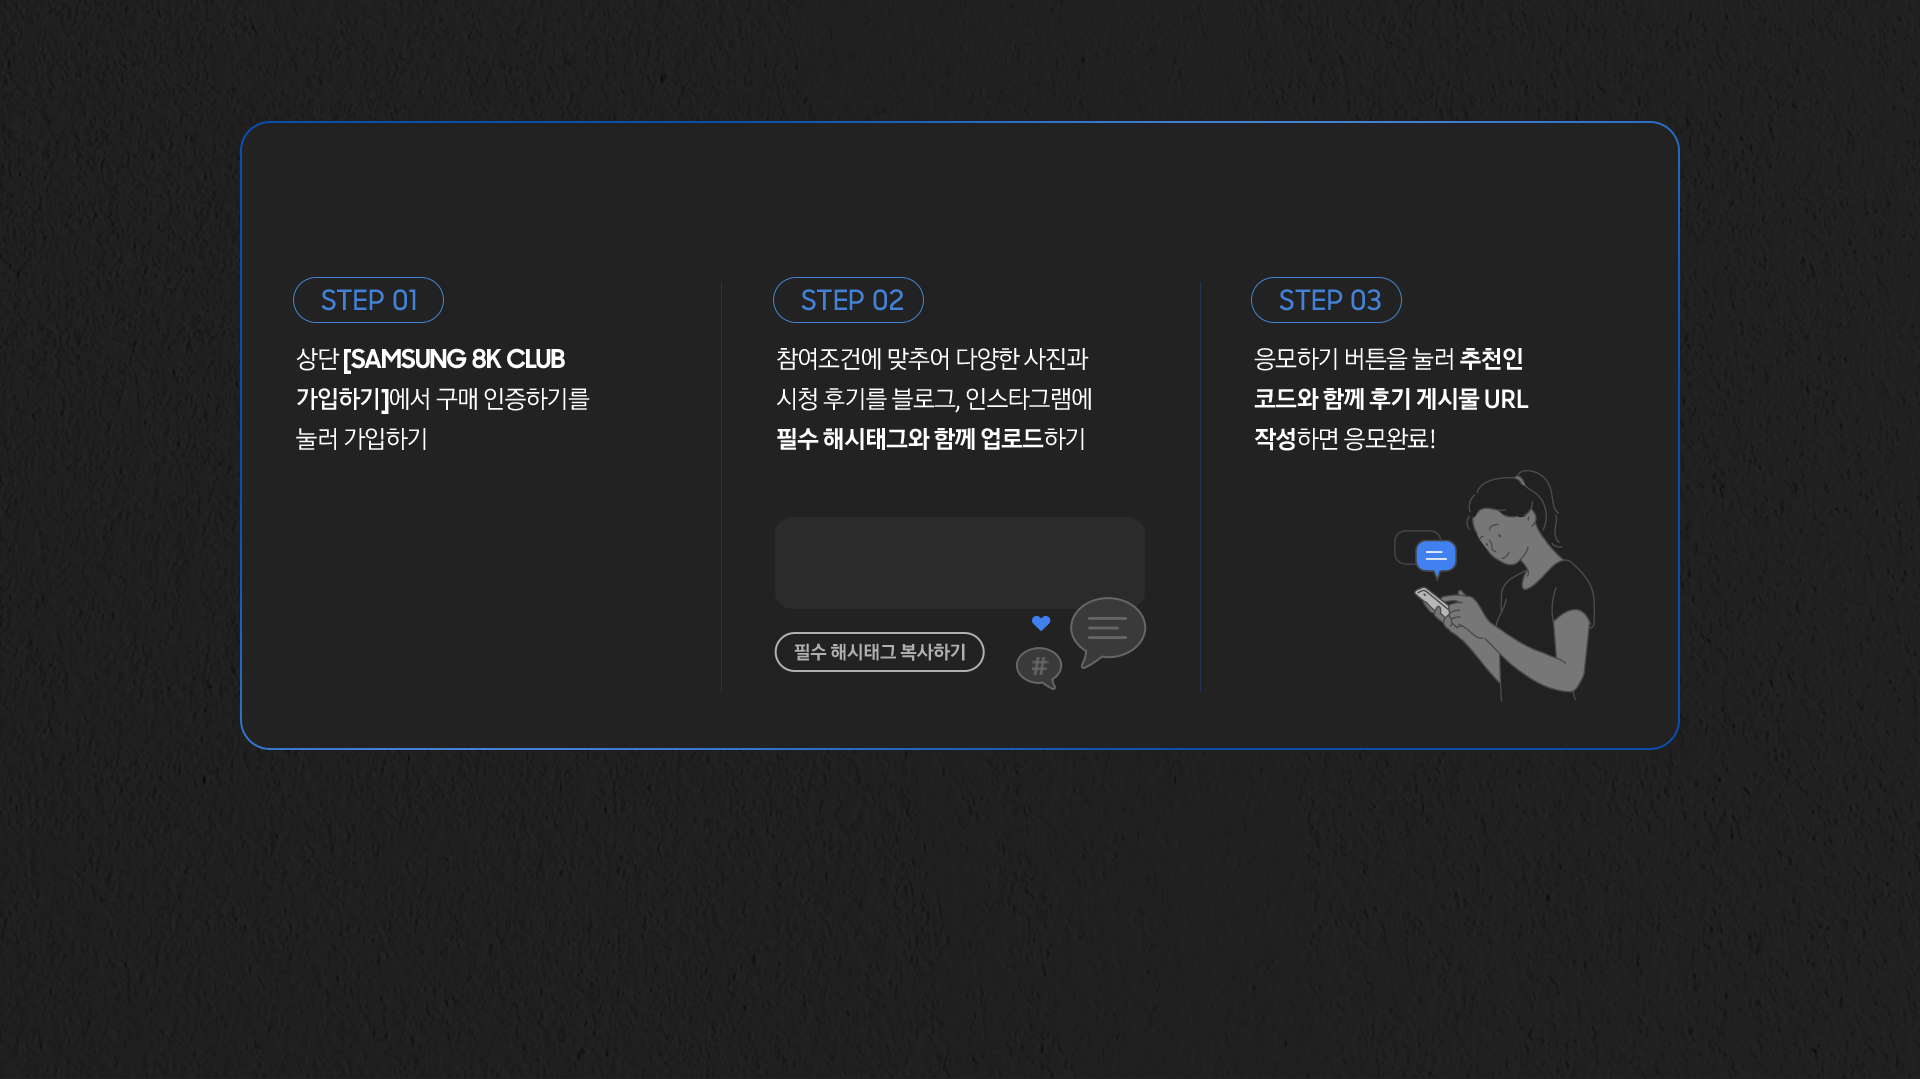 STEP 01
상단 [SAMSUNG 8K CLUB
가입하기]에서 구매 인증하기를
눌러 가입하기
STEP 02
참여조건에 맞추어 다양한 사진과
시청 후기를 블로그, 인스타그램에
필수 해시태그와 함께 업로드하기
필수 해시태그 복사하기
#
STEP 03
응모하기 버튼을 눌러 추천인
코드와 함께 후기 게시물 URL
작성하면 응모완료!